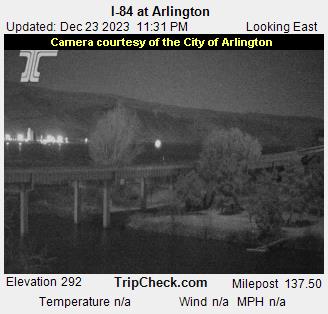 I-84 at Arlington
Updated: Dec 23 2023 11:31 PM Looking East
Camera courtesy of the City of Arlington
Elevation 292 TripCheck.com Milepost 137.50
Temperature n/a Wind n/a MPH n/a